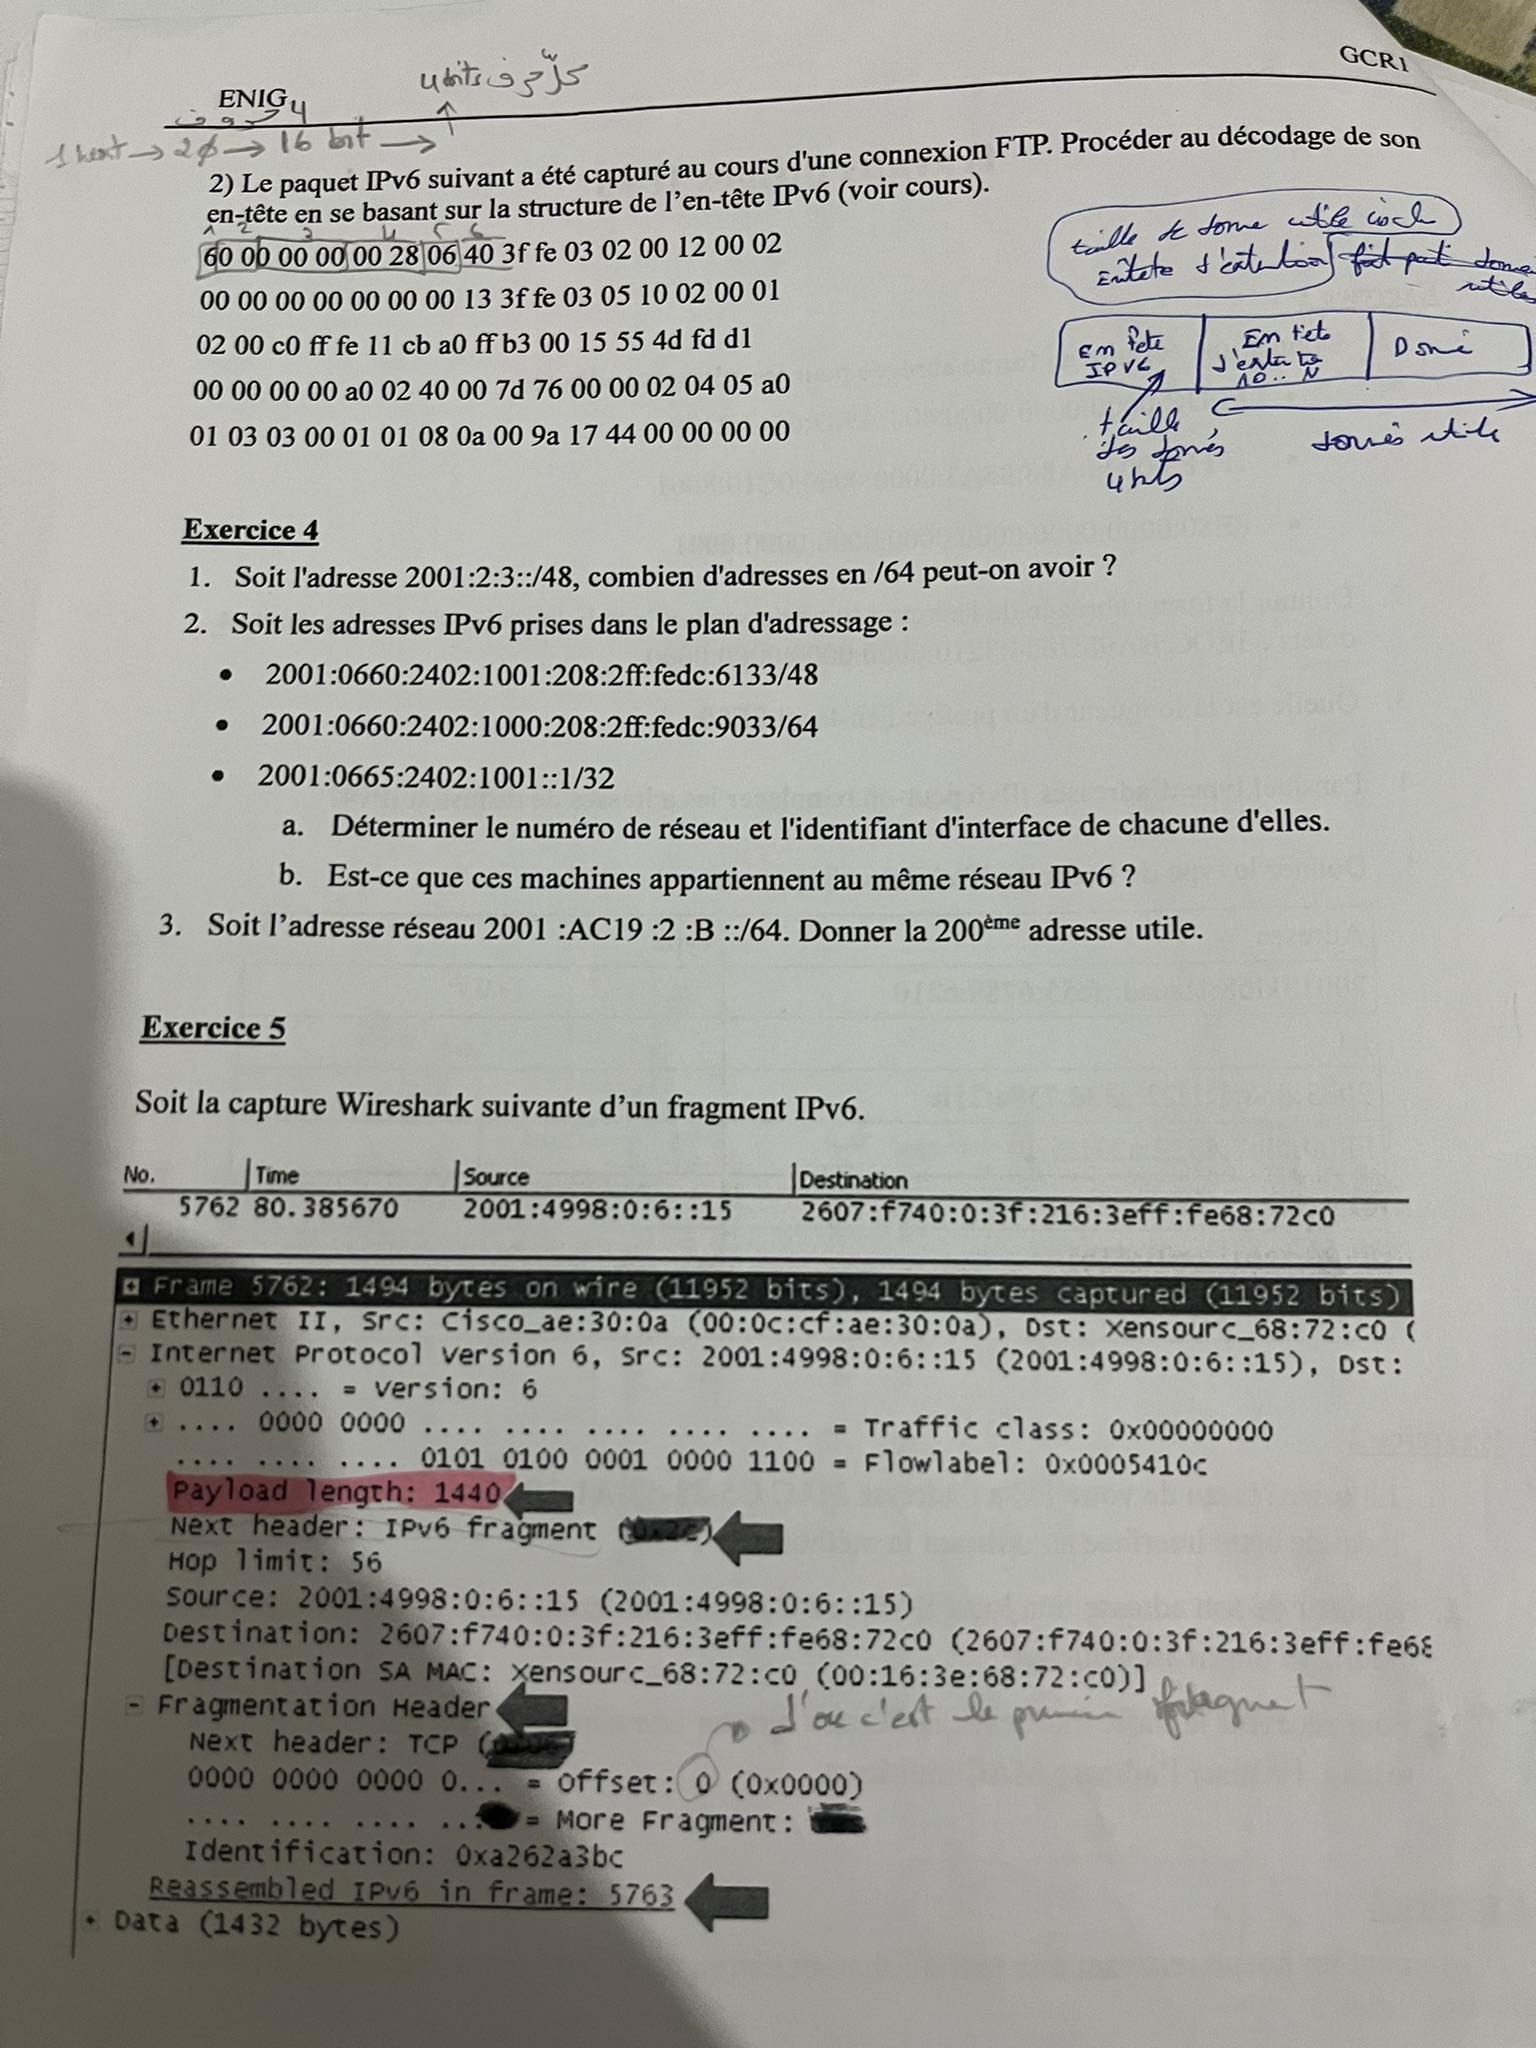 GCR1
كل حرف 4bits
ENIG
4 حروف
16 bit →
2) Le paquet IPv6 suivant a été capturé au cours d'une connexion FTP. Procéder au décodage de son
en-tête en se basant sur la structure de l'en-tête IPv6 (voir cours).
60 00 00 00 00 28 06 40 3f fe 03 02 00 12 00 02
00 00 00 00 00 00 00 13 3f fe 03 05 10 02 00 01
02 00 c0 ff fe 11 cb a0 ff b3 00 15 55 4d fd d1
00 00 00 00 a0 02 40 00 7d 76 00 00 02 04 05 a0
01 03 03 00 01 01 08 0a 00 9a 17 44 00 00 00 00
taille de donne utile
Entete d'extention
En tete
IPV6
En tete
Donné
taille
des donnés
utils
donnés utile
Exercice 4
1. Soit l'adresse 2001:2:3::/48, combien d'adresses en /64 peut-on avoir ?
2. Soit les adresses IPv6 prises dans le plan d'adressage :
• 2001:0660:2402:1001:208:2ff:fedc:6133/48
• 2001:0660:2402:1000:208:2ff:fedc:9033/64
• 2001:0665:2402:1001::1/32
a. Déterminer le numéro de réseau et l'identifiant d'interface de chacune d'elles.
b. Est-ce que ces machines appartiennent au même réseau IPv6 ?
3. Soit l'adresse réseau 2001 :AC19 :2 :B ::/64. Donner la 200ème adresse utile.
Exercice 5
Soit la capture Wireshark suivante d'un fragment IPv6.
No. Time Source Destination
5762 80.385670 2001:4998:0:6::15 2607:f740:0:3f:216:3eff:fe68:72c0
Frame 5762: 1494 bytes on wire (11952 bits), 1494 bytes captured (11952 bits)
Ethernet II, Src: Cisco_ae:30:0a (00:0c:cf:ae:30:0a), Dst: Xensourc_68:72:c0 (
Internet Protocol Version 6, Src: 2001:4998:0:6::15 (2001:4998:0:6::15), Dst:
0110 .... = Version: 6
.... 0000 0000 .... .... .... .... .... = Traffic class: 0x00000000
.... .... .... 0101 0100 0001 0000 1100 = Flowlabel: 0x0005410c
Payload length: 1440
Next header: IPv6 fragment (
Hop limit: 56
Source: 2001:4998:0:6::15 (2001:4998:0:6::15)
Destination: 2607:f740:0:3f:216:3eff:fe68:72c0 (2607:f740:0:3f:216:3eff:fe68
[Destination SA MAC: Xensourc_68:72:c0 (00:16:3e:68:72:c0)]
Fragmentation Header
d'ou c'est le premier fragment
Next header: TCP (
0000 0000 0000 0... = Offset: 0 (0x0000)
.... .... .... ... = More Fragment:
Identification: 0xa262a3bc
Reassembled IPv6 in frame: 5763
Data (1432 bytes)